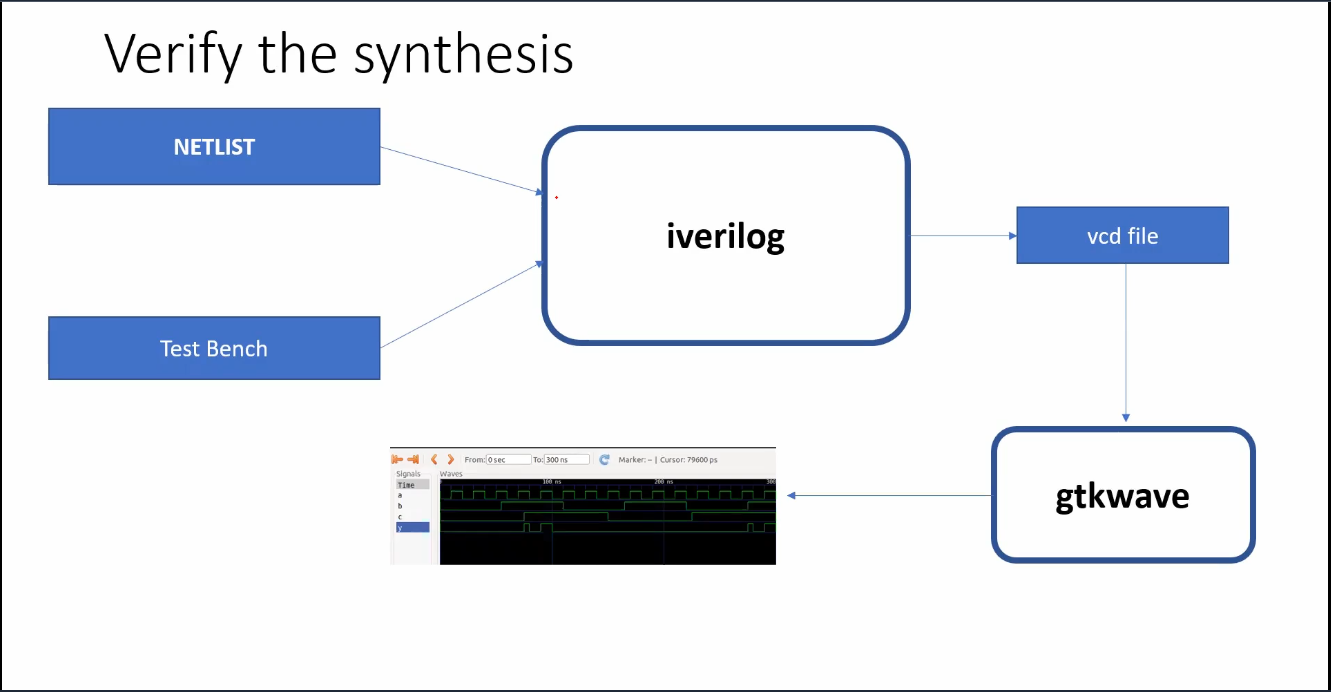 Verify the synthesis
NETLIST
iverilog
vcd file
Test Bench
gtkwave
From: 0 sec To: 300 ns Marker: -- | Cursor: 79600 ps
Signals Waves
Time 100 ns 200 ns 300
a
b
c
y